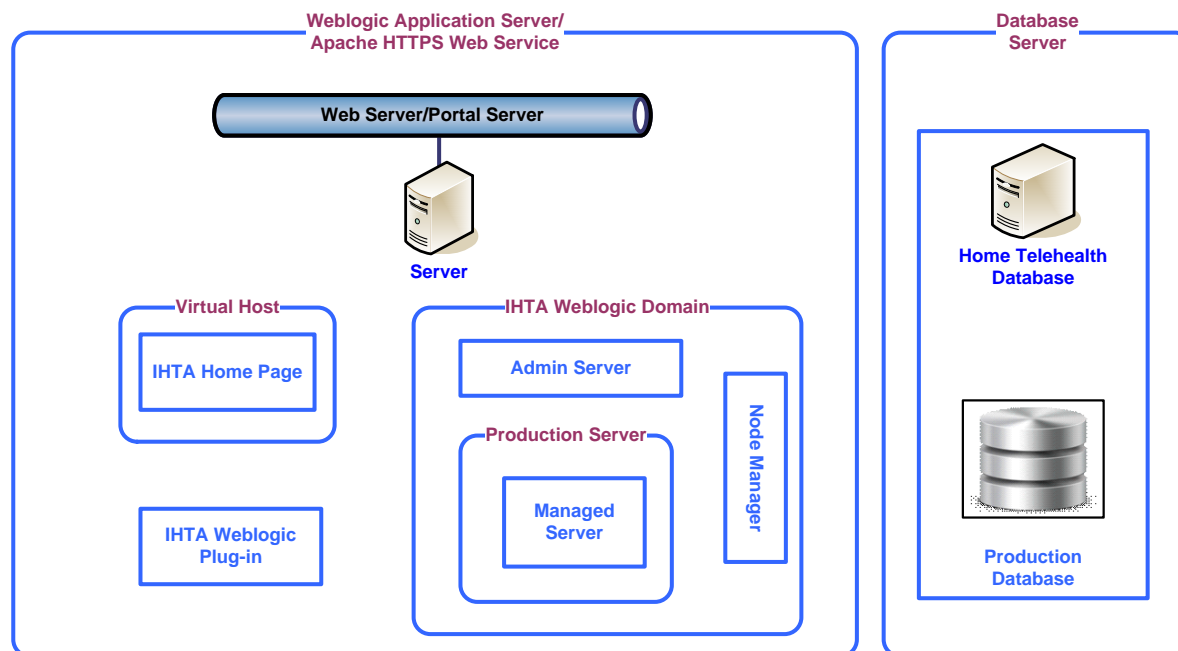 Weblogic Application Server/
Apache HTTPS Web Service
Database
Server
Web Server/Portal Server
Server
Home Telehealth
Database
Virtual Host
IHTA Home Page
IHTA Weblogic Domain
Admin Server
Node Manager
Production Server
Managed
Server
IHTA Weblogic
Plug-in
Production
Database